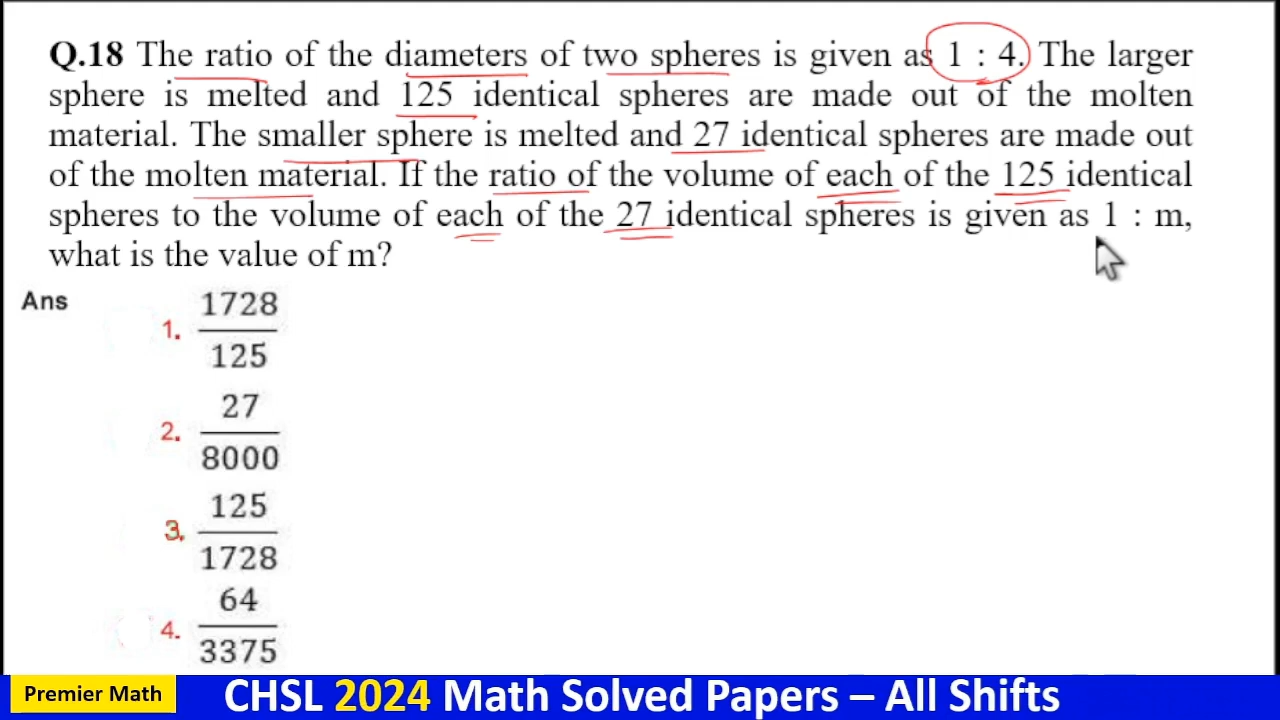 Q.18 The ratio of the diameters of two spheres is given as 1 : 4. The larger
sphere is melted and 125 identical spheres are made out of the molten
material. The smaller sphere is melted and 27 identical spheres are made out
of the molten material. If the ratio of the volume of each of the 125 identical
spheres to the volume of each of the 27 identical spheres is given as 1 : m,
what is the value of m?
Ans
1. 1728
125
2. 27
8000
3. 125
1728
4. 64
3375
Premier Math
CHSL 2024 Math Solved Papers – All Shifts